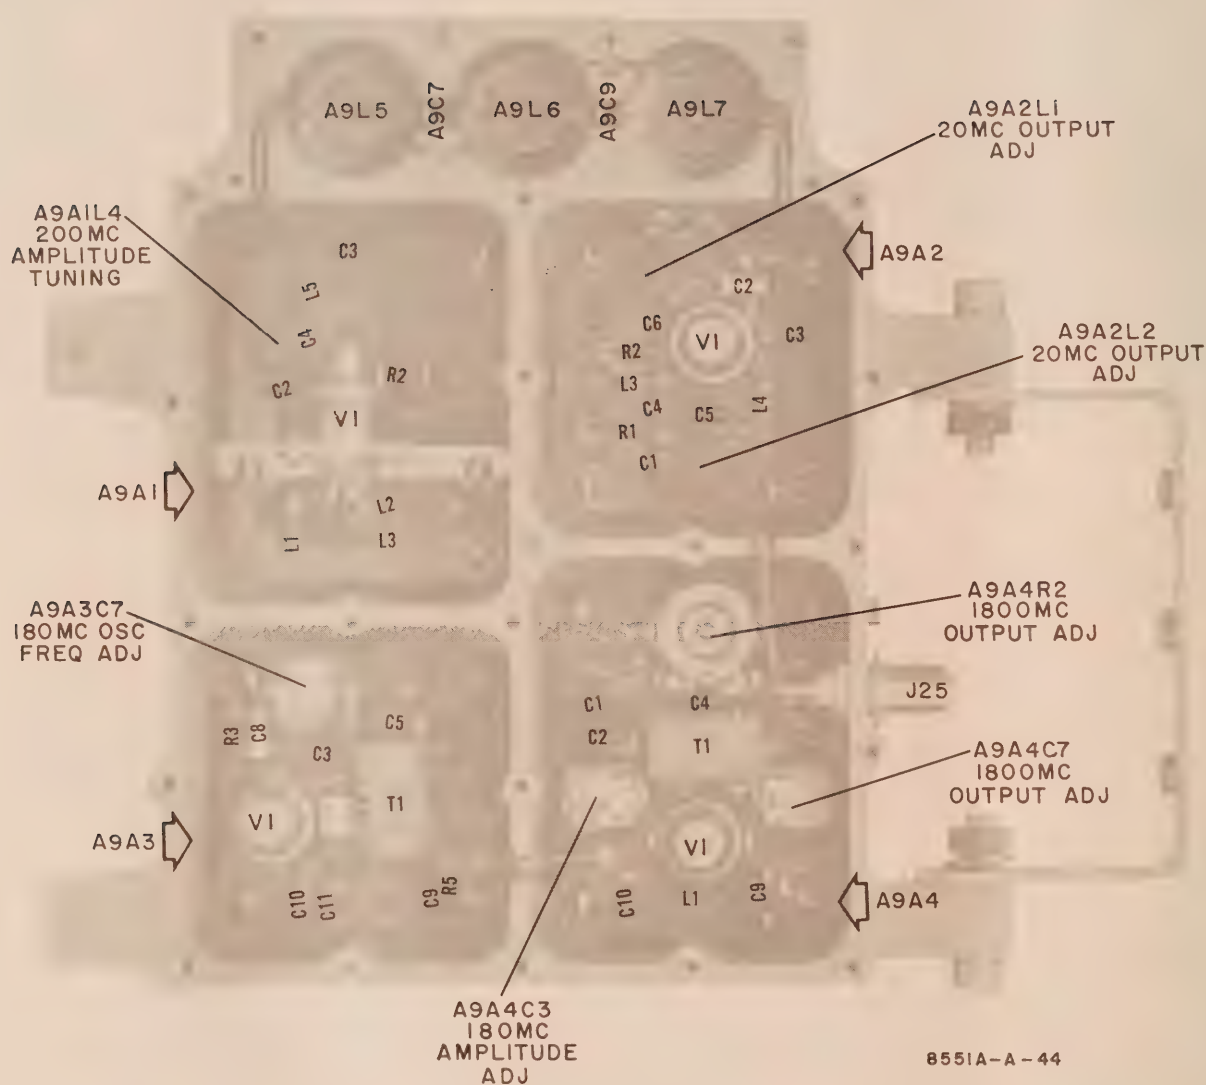 A9L5
A9C7
A9L6
A9C9
A9L7
A9A2L1
20MC OUTPUT
ADJ
A9A1L4
200MC
AMPLITUDE
TUNING
C3
L5
C4
C2
R2
V1
A9A1
L2
L1
L3
A9A2
C2
C6
V1
C3
R2
L3
C4
C5
L4
R1
C1
A9A2L2
20MC OUTPUT
ADJ
A9A3C7
180MC OSC
FREQ ADJ
R3
C8
C5
C3
V1
T1
A9A3
C10
C11
C9
R5
A9A4R2
1800MC
OUTPUT ADJ
C1
C4
J25
C2
T1
A9A4C7
1800MC
OUTPUT ADJ
V1
C10
L1
C9
A9A4
A9A4C3
180MC
AMPLITUDE
ADJ
8551A-A-44